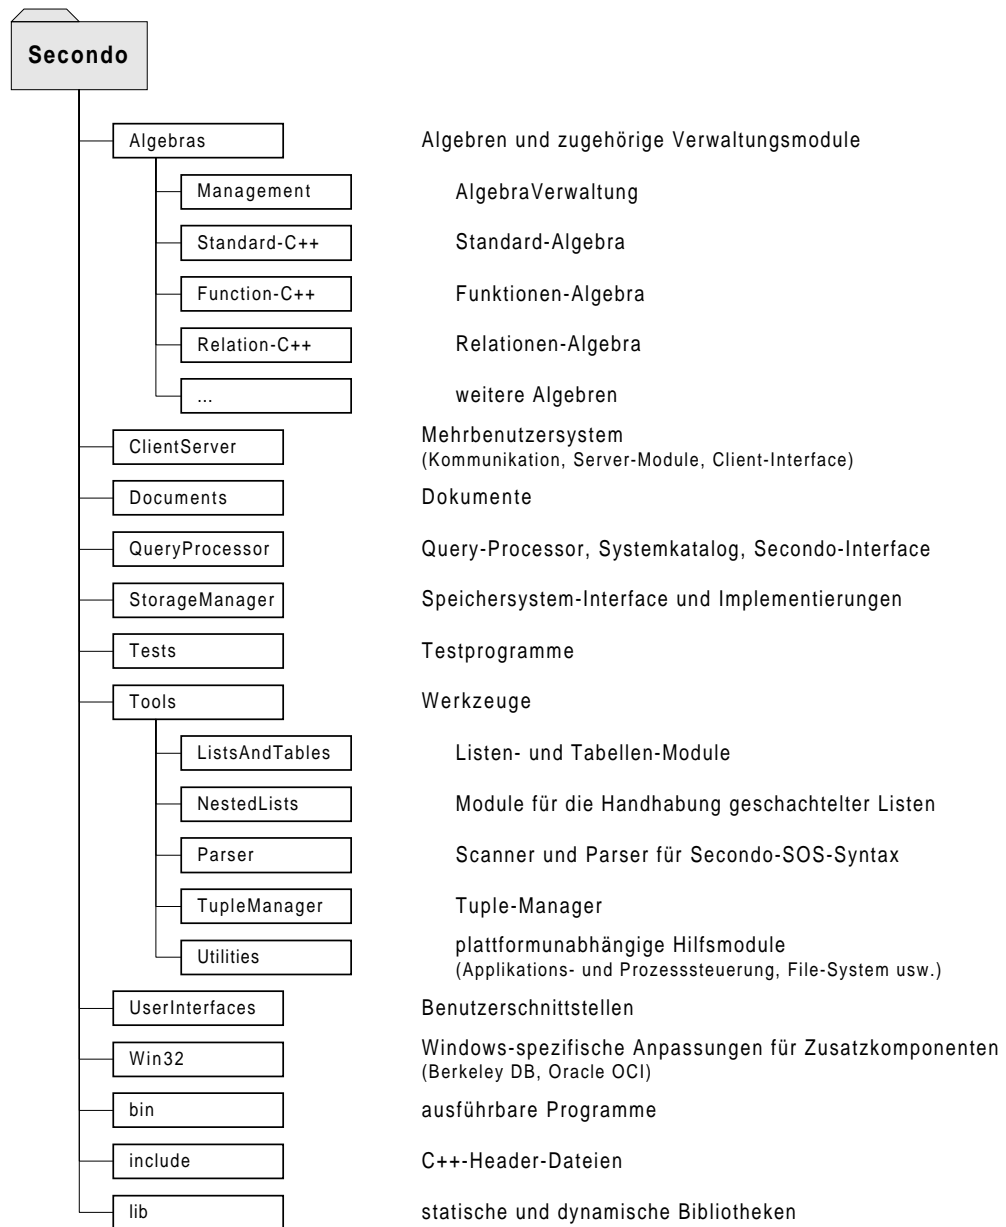 Secondo
Algebras Algebren und zugehörige Verwaltungsmodule
Management AlgebraVerwaltung
Standard-C++ Standard-Algebra
Function-C++ Funktionen-Algebra
Relation-C++ Relationen-Algebra
... weitere Algebren
ClientServer Mehrbenutzersystem
(Kommunikation, Server-Module, Client-Interface)
Documents Dokumente
QueryProcessor Query-Processor, Systemkatalog, Secondo-Interface
StorageManager Speichersystem-Interface und Implementierungen
Tests Testprogramme
Tools Werkzeuge
ListsAndTables Listen- und Tabellen-Module
NestedLists Module für die Handhabung geschachtelter Listen
Parser Scanner und Parser für Secondo-SOS-Syntax
TupleManager Tuple-Manager
Utilities plattformunabhängige Hilfsmodule
(Applikations- und Prozesssteuerung, File-System usw.)
UserInterfaces Benutzerschnittstellen
Win32 Windows-spezifische Anpassungen für Zusatzkomponenten
(Berkeley DB, Oracle OCI)
bin ausführbare Programme
include C++-Header-Dateien
lib statische und dynamische Bibliotheken